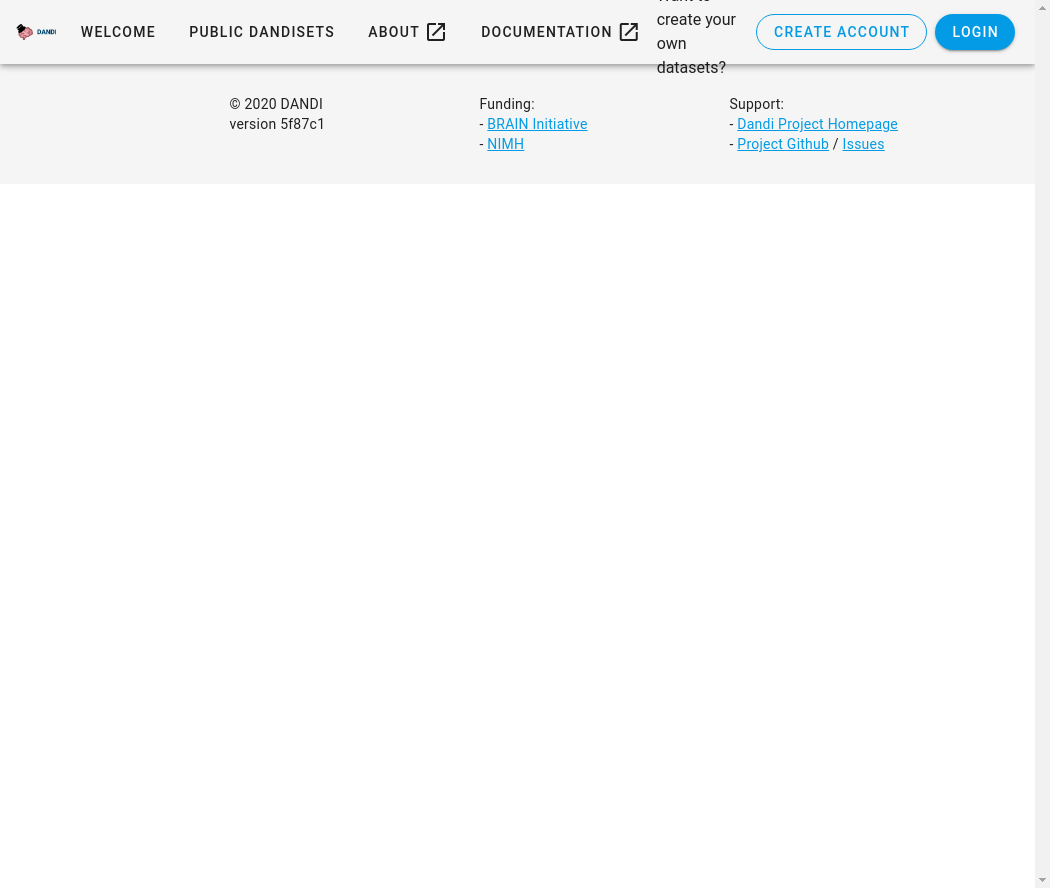 DANDI
WELCOME
PUBLIC DANDISETS
ABOUT
DOCUMENTATION
create your
own
datasets?
CREATE ACCOUNT
LOGIN
© 2020 DANDI
version 5f87c1
Funding:
- BRAIN Initiative
- NIMH
Support:
- Dandi Project Homepage
- Project Github / Issues